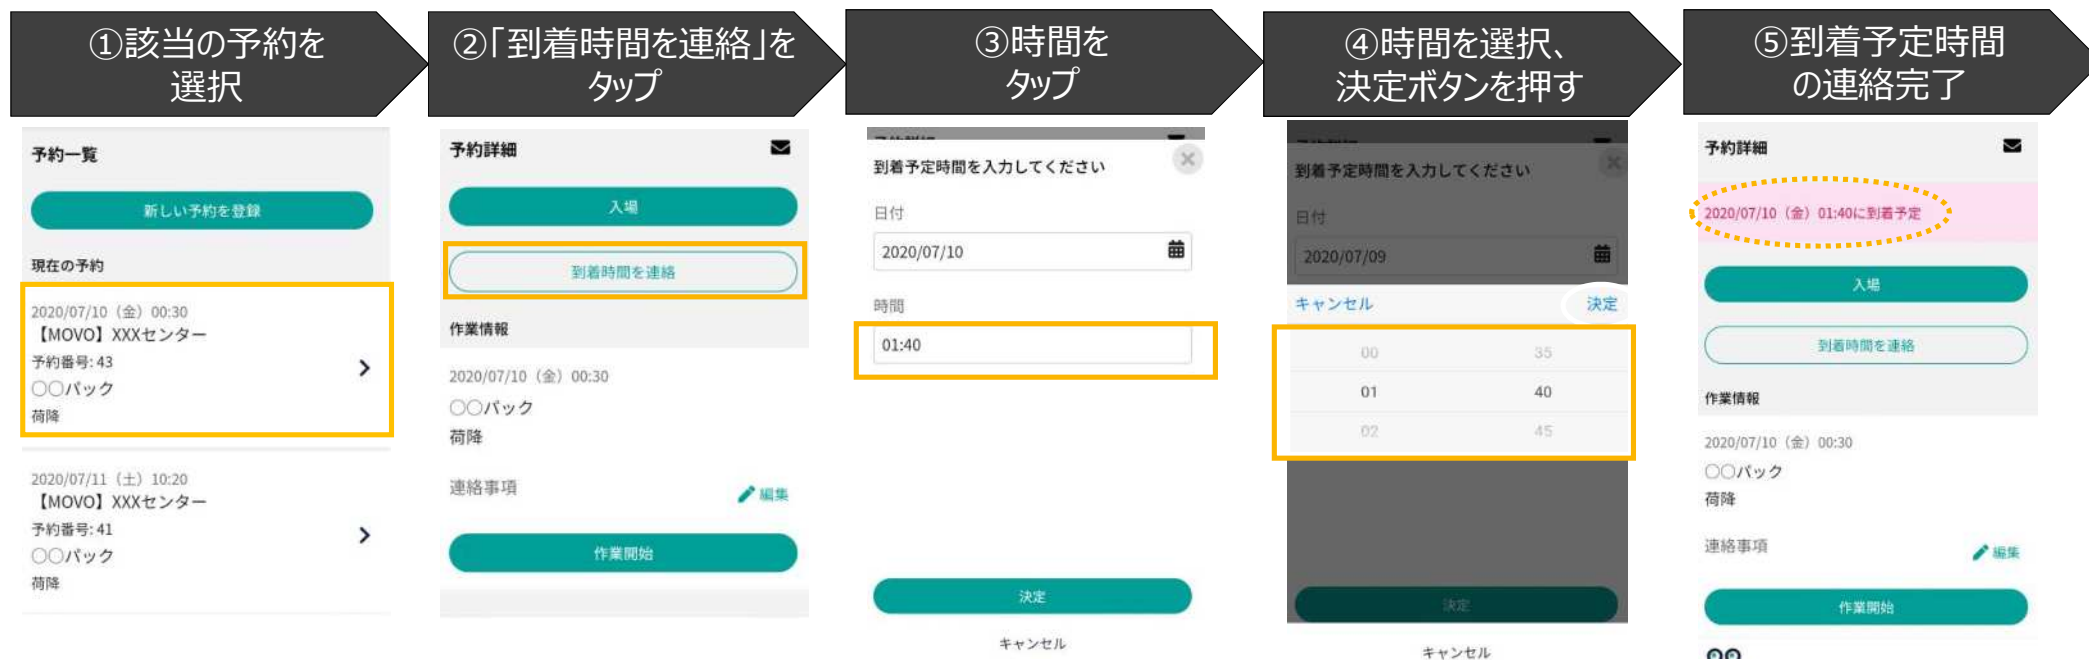 ①該当の予約を
選択
②「到着時間を連絡」を
タップ
③時間を
タップ
④時間を選択、
決定ボタンを押す
⑤到着予定時間
の連絡完了
予約一覧
新しい予約を登録
現在の予約
2020/07/10（金）00:30
【MOVO】XXXセンター
予約番号: 43
〇〇パック
荷降
2020/07/11（土）10:20
【MOVO】XXXセンター
予約番号: 41
〇〇パック
荷降
予約詳細
入場
到着時間を連絡
作業情報
2020/07/10（金）00:30
〇〇パック
荷降
連絡事項
編集
作業開始
到着予定時間を入力してください
日付
2020/07/10
時間
01:40
決定
キャンセル
到着予定時間を入力してください
日付
2020/07/09
キャンセル 決定
00 35
01 40
02 45
決定
キャンセル
予約詳細
2020/07/10（金）01:40に到着予定
入場
到着時間を連絡
作業情報
2020/07/10（金）00:30
〇〇パック
荷降
連絡事項
編集
作業開始